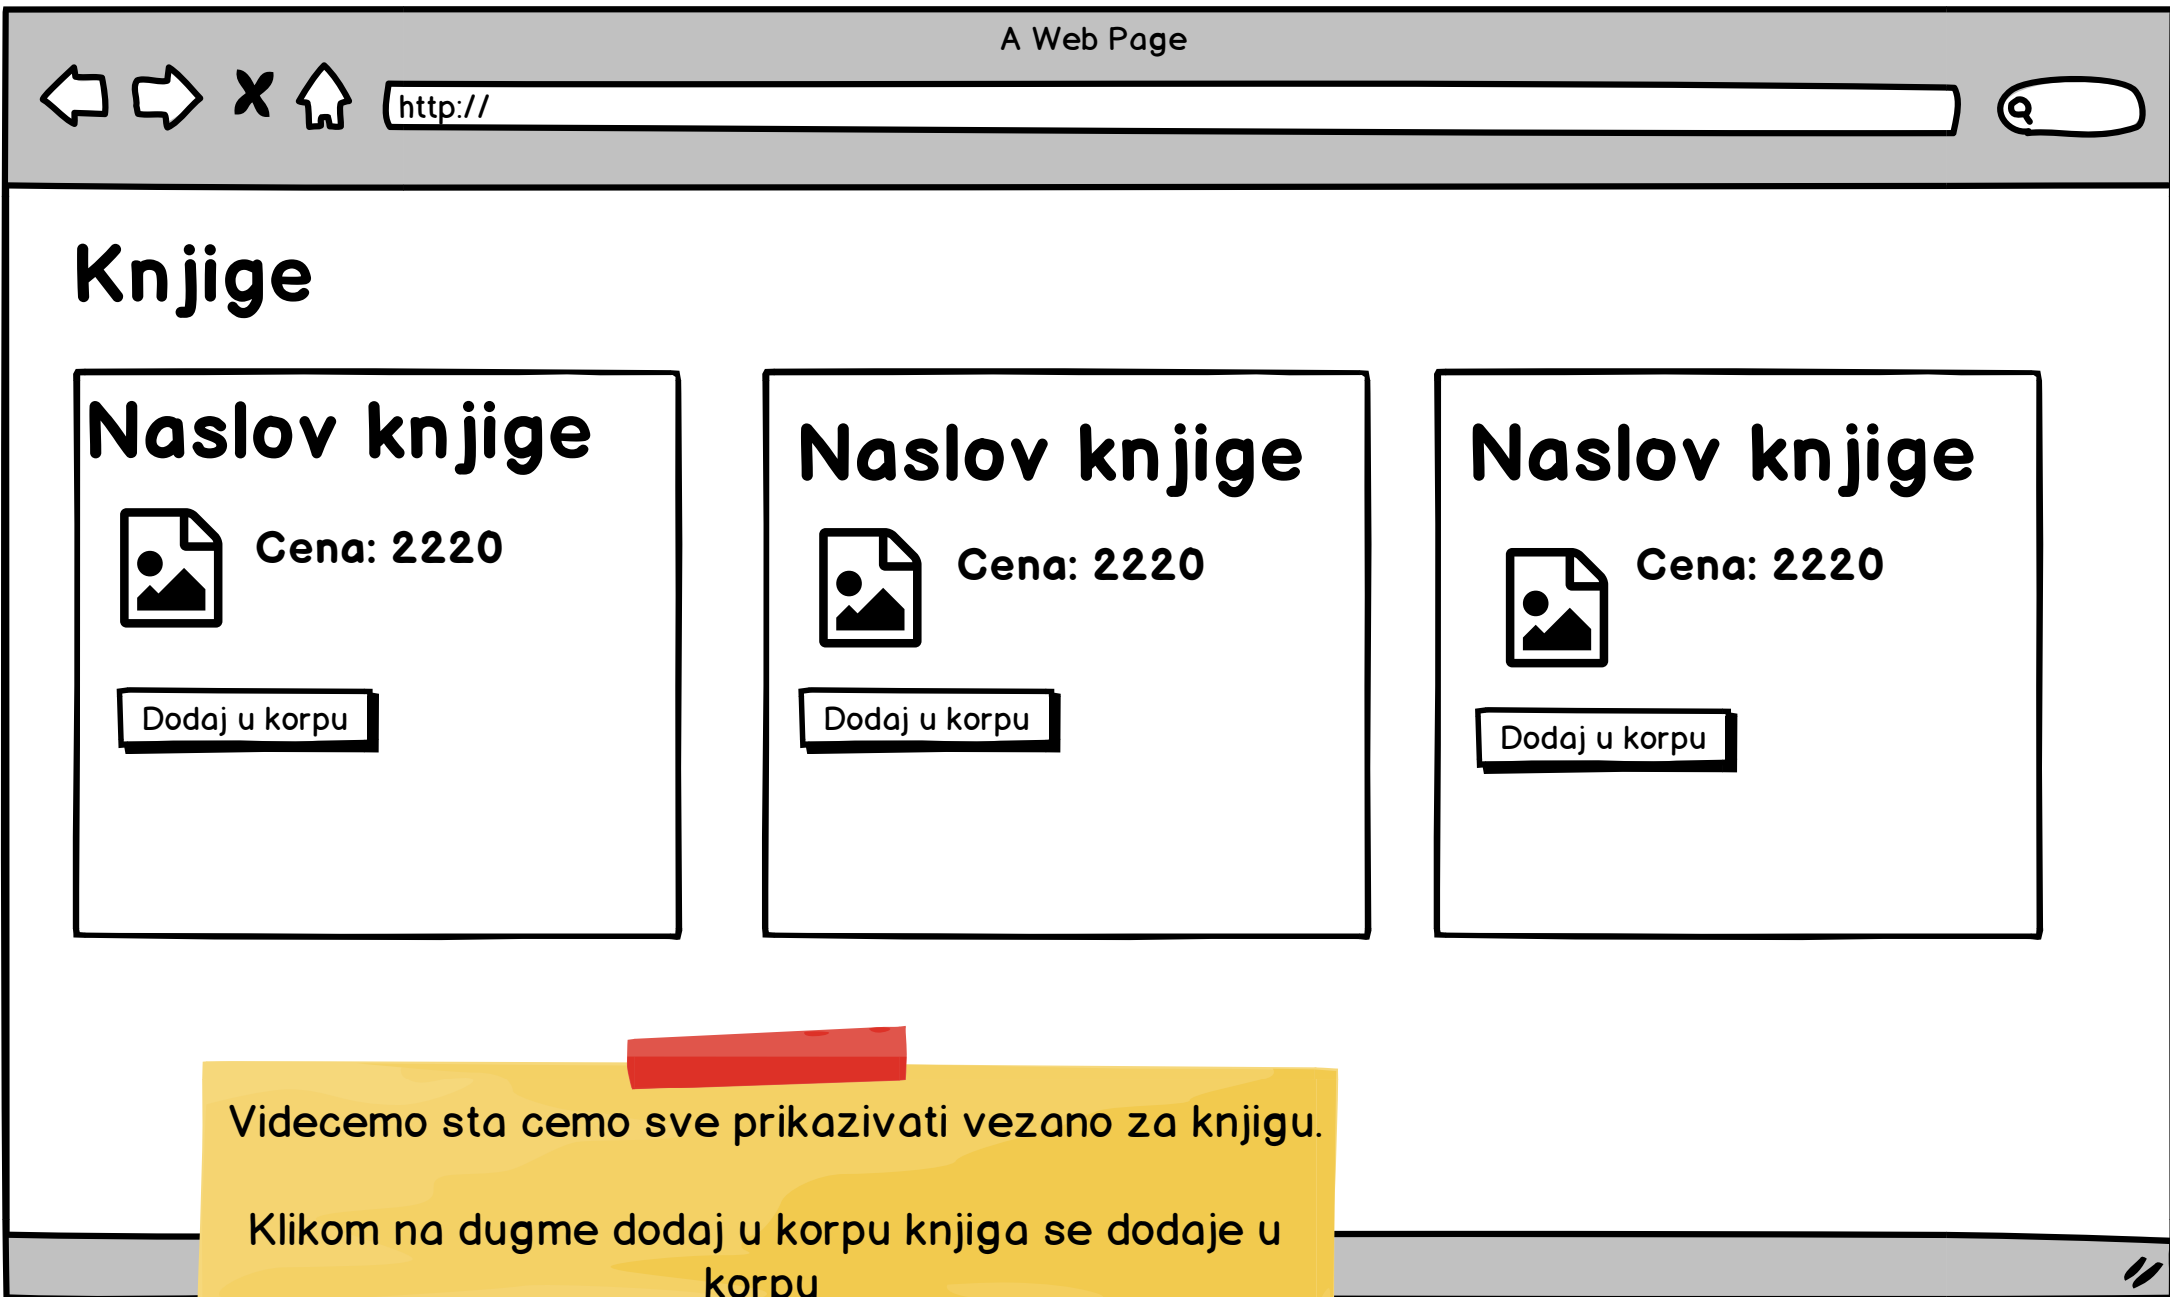 A Web Page
http://
Knjige
Naslov knjige
Cena: 2220
Dodaj u korpu
Naslov knjige
Cena: 2220
Dodaj u korpu
Naslov knjige
Cena: 2220
Dodaj u korpu
Videcemo sta cemo sve prikazivati vezano za knjigu.
Klikom na dugme dodaj u korpu knjiga se dodaje u
korpu